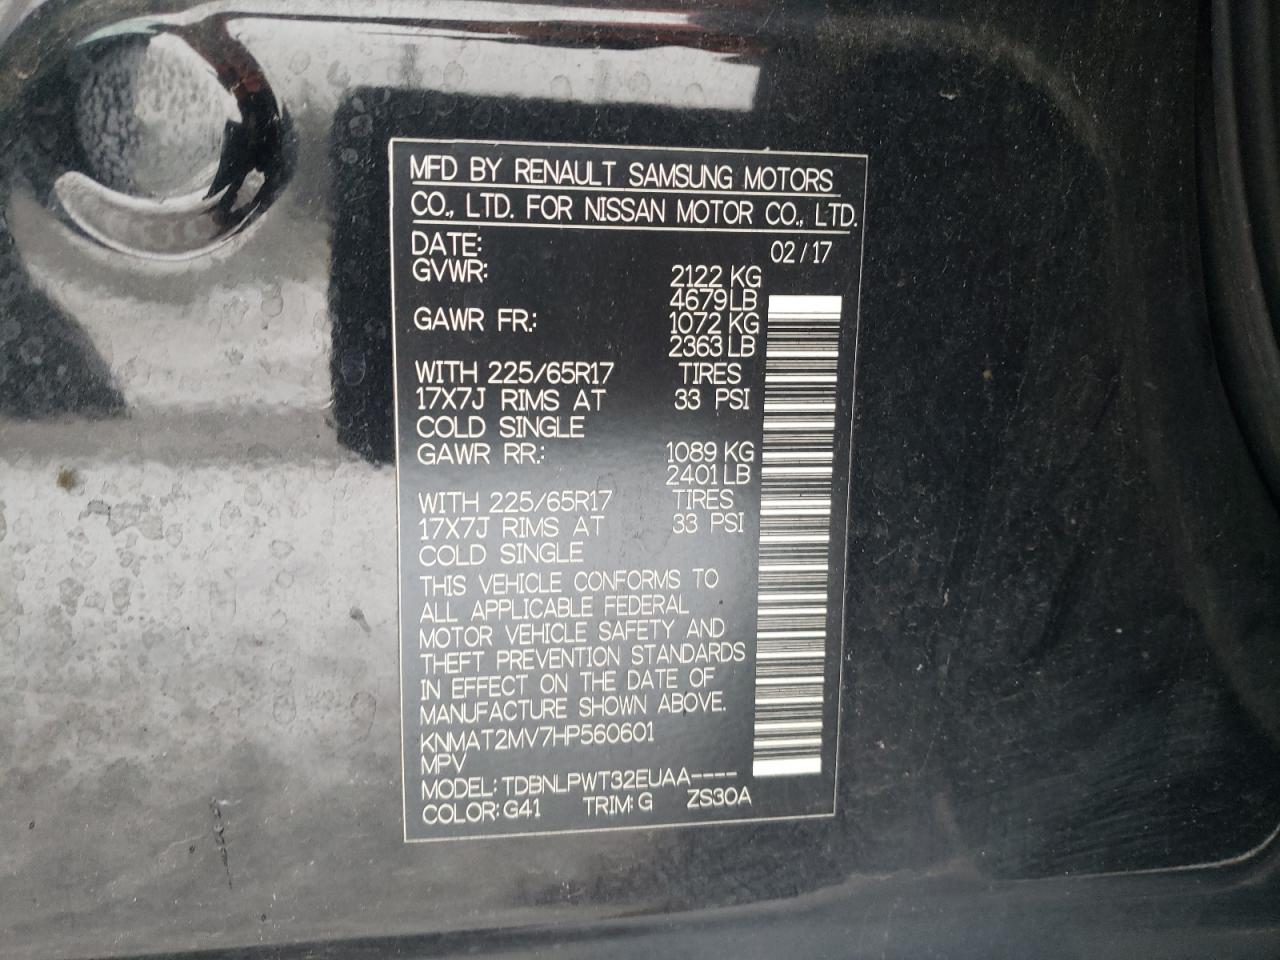 MFD BY RENAULT SAMSUNG MOTORS
CO., LTD. FOR NISSAN MOTOR CO., LTD.
DATE: 02/17
GVWR: 2122 KG
4679 LB
GAWR FR.: 1072 KG
2363 LB
WITH 225/65R17 TIRES
17X7J RIMS AT 33 PSI
COLD SINGLE
GAWR RR.: 1089 KG
2401 LB
WITH 225/65R17 TIRES
17X7J RIMS AT 33 PSI
COLD SINGLE
THIS VEHICLE CONFORMS TO
ALL APPLICABLE FEDERAL
MOTOR VEHICLE SAFETY AND
THEFT PREVENTION STANDARDS
IN EFFECT ON THE DATE OF
MANUFACTURE SHOWN ABOVE.
KNMAT2MV7HP560601
MPV
MODEL: TDBNLPWT32EUAA----
COLOR: G41 TRIM: G ZS30A